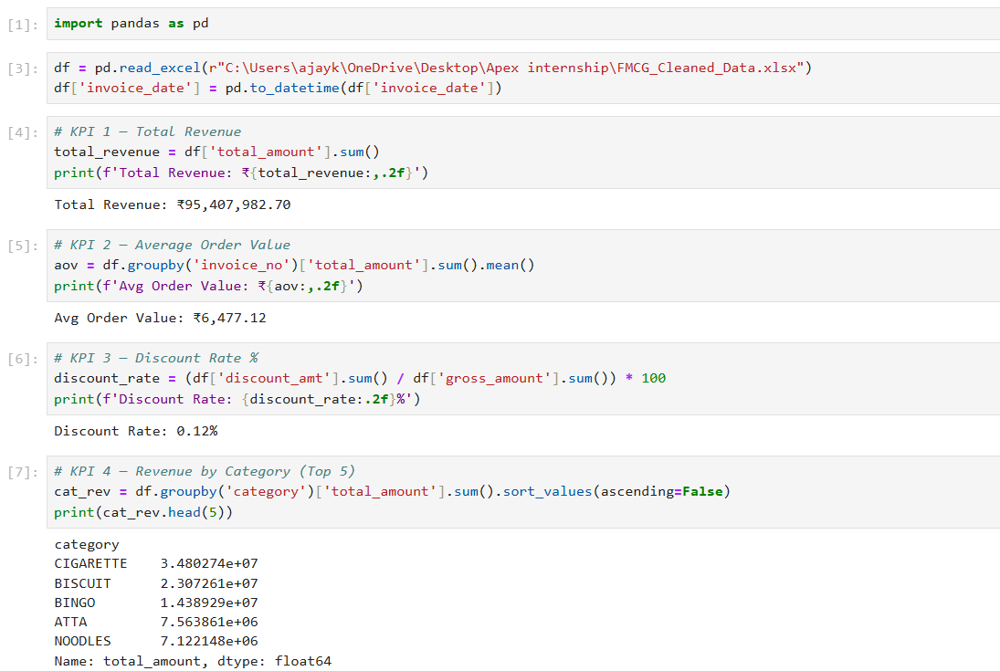 [1]: import pandas as pd
[3]: df = pd.read_excel(r"C:\Users\ajayk\OneDrive\Desktop\Apex internship\FMCG_Cleaned_Data.xlsx")
df['invoice_date'] = pd.to_datetime(df['invoice_date'])
[4]: # KPI 1 — Total Revenue
total_revenue = df['total_amount'].sum()
print(f'Total Revenue: ₹{total_revenue:,.2f}')
Total Revenue: ₹95,407,982.70
[5]: # KPI 2 — Average Order Value
aov = df.groupby('invoice_no')['total_amount'].sum().mean()
print(f'Avg Order Value: ₹{aov:,.2f}')
Avg Order Value: ₹6,477.12
[6]: # KPI 3 — Discount Rate %
discount_rate = (df['discount_amt'].sum() / df['gross_amount'].sum()) * 100
print(f'Discount Rate: {discount_rate:.2f}%')
Discount Rate: 0.12%
[7]: # KPI 4 — Revenue by Category (Top 5)
cat_rev = df.groupby('category')['total_amount'].sum().sort_values(ascending=False)
print(cat_rev.head(5))
category
CIGARETTE    3.480274e+07
BISCUIT      2.307261e+07
BINGO        1.438929e+07
ATTA         7.563861e+06
NOODLES      7.122148e+06
Name: total_amount, dtype: float64